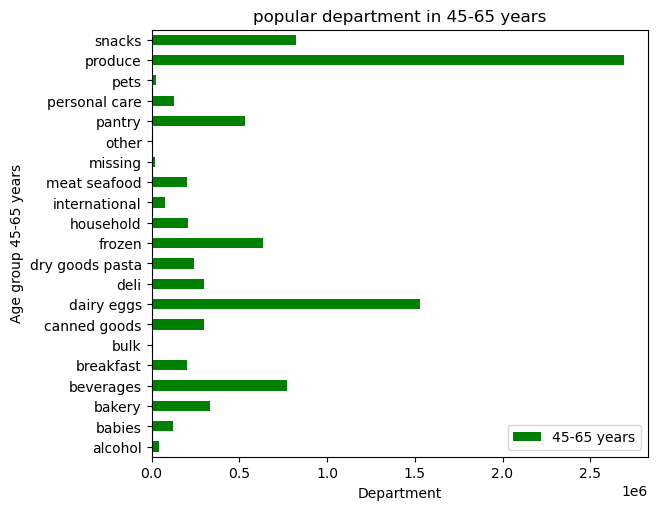 popular department in 45-65 years
snacks
produce
pets
personal care
pantry
other
missing
meat seafood
international
household
frozen
dry goods pasta
deli
dairy eggs
canned goods
bulk
breakfast
beverages
bakery
babies
alcohol
Age group 45-65 years
45-65 years
0.0 0.5 1.0 1.5 2.0 2.5
1e6
Department